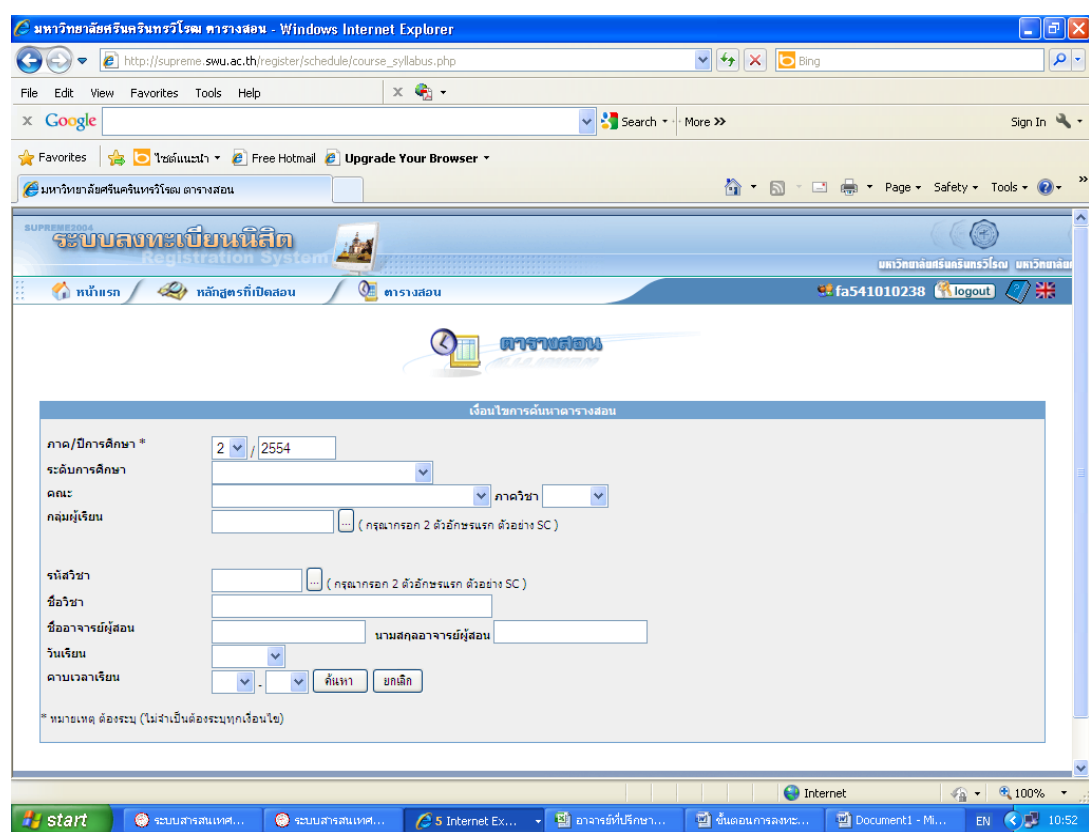 มหาวิทยาลัยศรีนครินทรวิโรฒ ตารางสอน - Windows Internet Explorer
http://supreme.swu.ac.th/register/schedule/course_syllabus.php
Bing
File Edit View Favorites Tools Help
x Google Search More >> Sign In
Favorites ไซต์แนะนำ Free Hotmail Upgrade Your Browser
มหาวิทยาลัยศรีนครินทรวิโรฒ ตารางสอน
Page Safety Tools
SUPREME2004
ระบบลงทะเบียนนิสิต
Registration System
มหาวิทยาลัยศรีนครินทรวิโรฒ มหาวิทยาลัย
หน้าแรก หลักสูตรที่เปิดสอน ตารางสอน fa541010238 logout
ตารางสอน
เงื่อนไขการค้นหาตารางสอน
ภาค/ปีการศึกษา * 2 / 2554
ระดับการศึกษา
คณะ ภาควิชา
กลุ่มผู้เรียน ... ( กรุณากรอก 2 ตัวอักษรแรก ตัวอย่าง SC )
รหัสวิชา ... ( กรุณากรอก 2 ตัวอักษรแรก ตัวอย่าง SC )
ชื่อวิชา
ชื่ออาจารย์ผู้สอน นามสกุลอาจารย์ผู้สอน
วันเรียน
คาบเวลาเรียน - ค้นหา ยกเลิก
* หมายเหตุ ต้องระบุ (ไม่จำเป็นต้องระบุทุกเงื่อนไข)
Internet 100%
start ระบบสารสนเทศ... ระบบสารสนเทศ... 5 Internet Ex... อาจารย์ที่ปรึกษา... ขั้นตอนการลงทะ... Document1 - Mi... EN 10:52